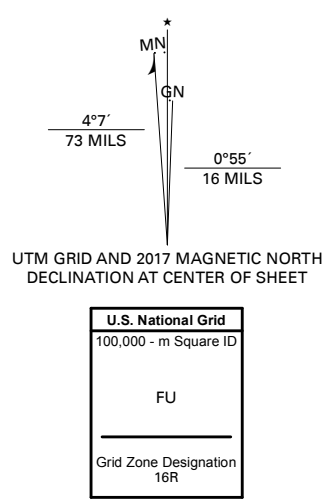 ★
MN
GN
4°7´
73 MILS
0°55´
16 MILS
UTM GRID AND 2017 MAGNETIC NORTH
DECLINATION AT CENTER OF SHEET
U.S. National Grid
100,000 - m Square ID
FU
Grid Zone Designation
16R